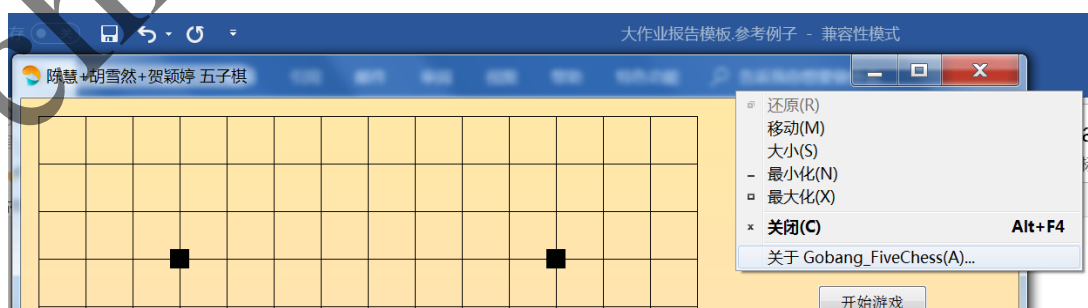 大作业报告模板.参考例子 - 兼容性模式
陈慧+胡雪然+贺颖婷 五子棋
还原(R)
移动(M)
大小(S)
最小化(N)
最大化(X)
关闭(C) Alt+F4
关于 Gobang_FiveChess(A)...
开始游戏